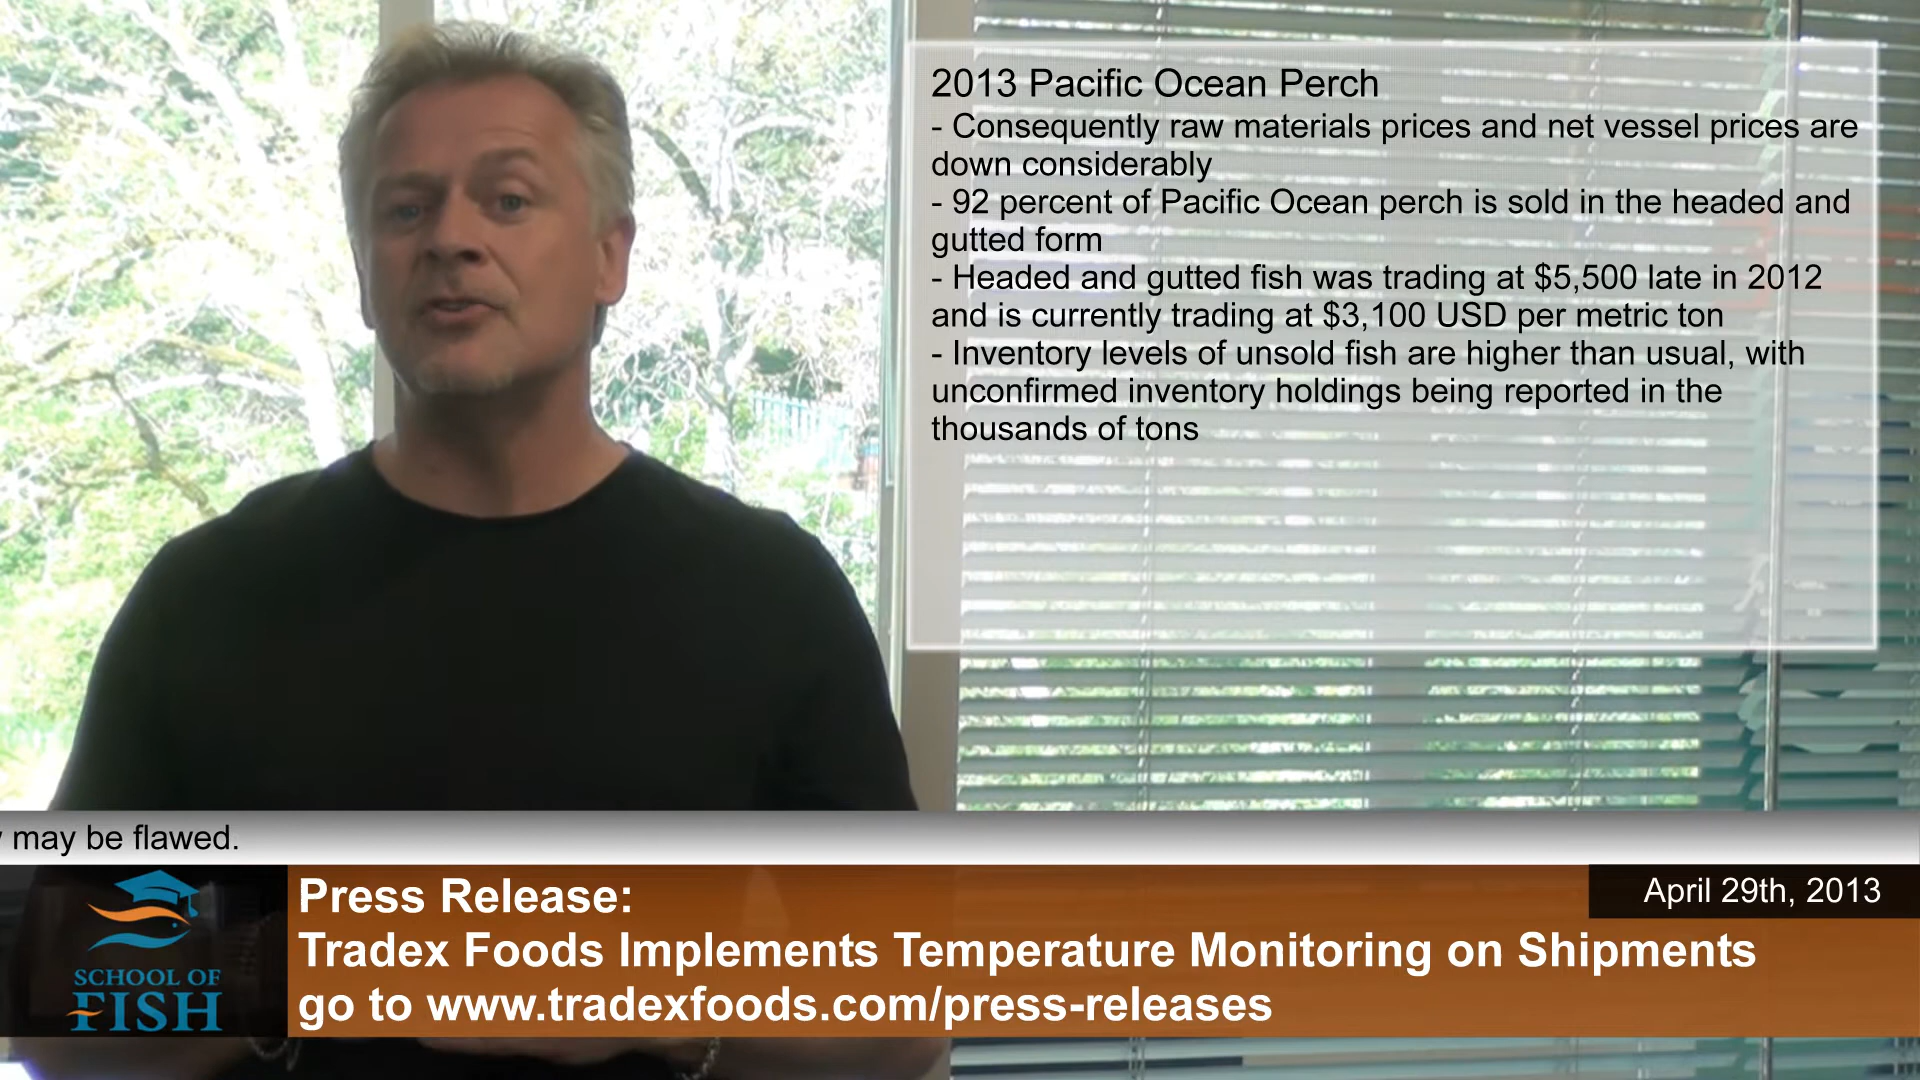 2013 Pacific Ocean Perch
- Consequently raw materials prices and net vessel prices are
down considerably
- 92 percent of Pacific Ocean perch is sold in the headed and
gutted form
- Headed and gutted fish was trading at $5,500 late in 2012
and is currently trading at $3,100 USD per metric ton
- Inventory levels of unsold fish are higher than usual, with
unconfirmed inventory holdings being reported in the
thousands of tons
may be flawed.
Press Release:
April 29th, 2013
Tradex Foods Implements Temperature Monitoring on Shipments
go to www.tradexfoods.com/press-releases
SCHOOL OF
FISH